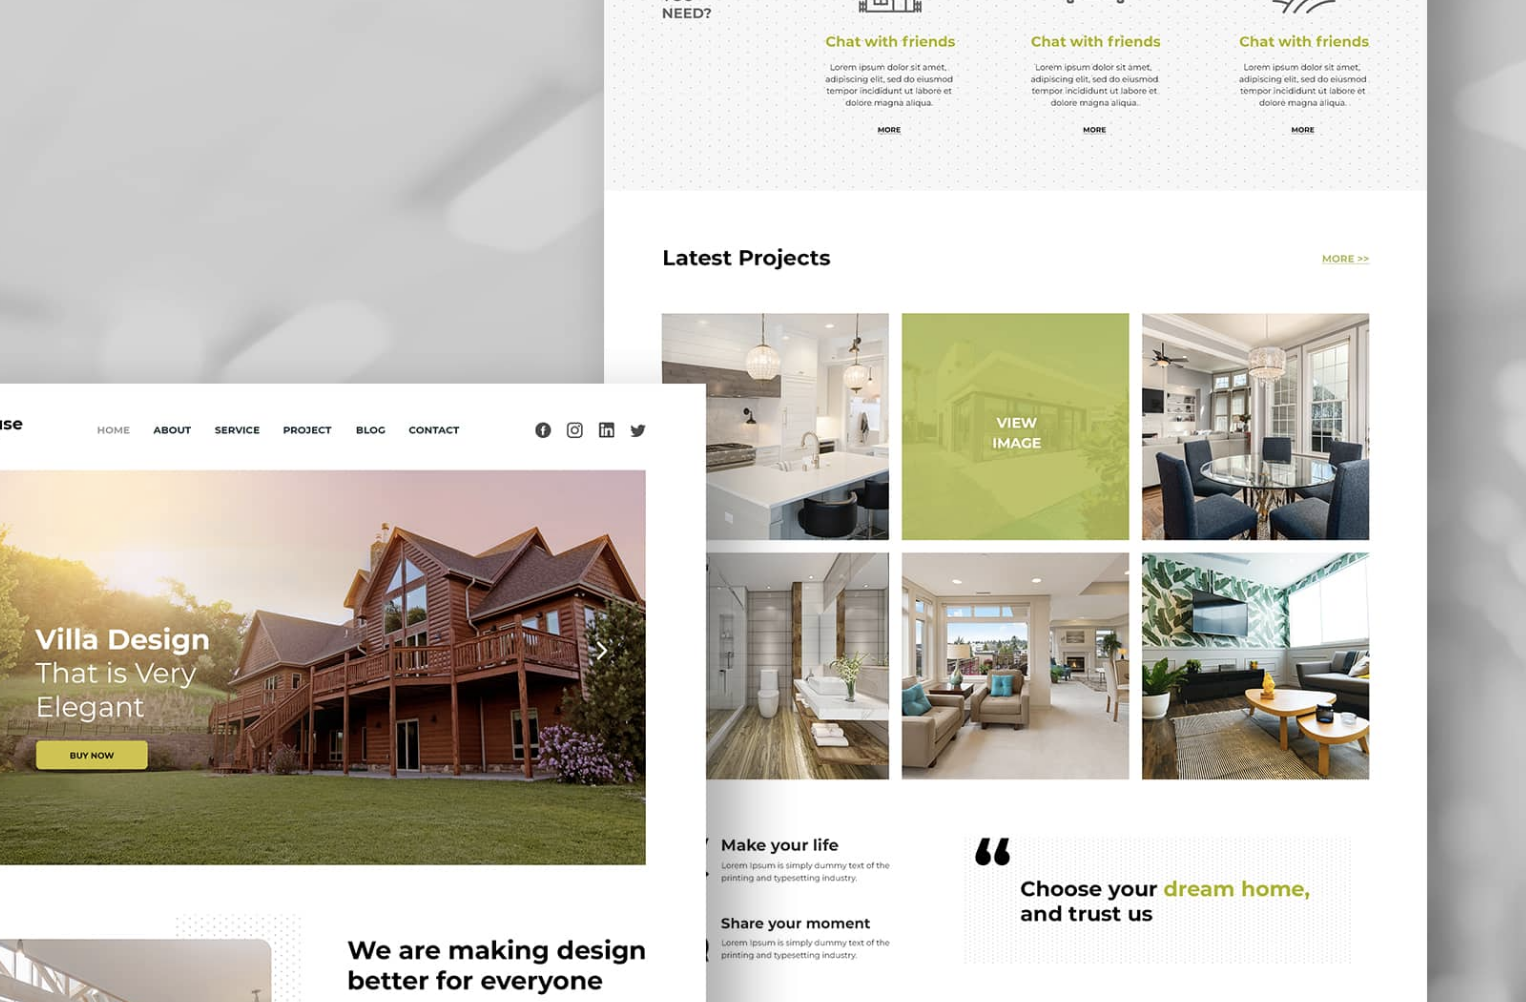 NEED?
Chat with friends
Lorem ipsum dolor sit amet,
adipiscing elit, sed do eiusmod
tempor incididunt ut labore et
dolore magna aliqua.
MORE
Chat with friends
Lorem ipsum dolor sit amet,
adipiscing elit, sed do eiusmod
tempor incididunt ut labore et
dolore magna aliqua.
MORE
Chat with friends
Lorem ipsum dolor sit amet,
adipiscing elit, sed do eiusmod
tempor incididunt ut labore et
dolore magna aliqua.
MORE
Latest Projects
MORE >>
VIEW
IMAGE
Make your life
Lorem Ipsum is simply dummy text of the
printing and typesetting industry.
Share your moment
Lorem Ipsum is simply dummy text of the
printing and typesetting industry.
“
Choose your dream home,
and trust us
use
HOME ABOUT SERVICE PROJECT BLOG CONTACT
Villa Design
That is Very
Elegant
BUY NOW
We are making design
better for everyone